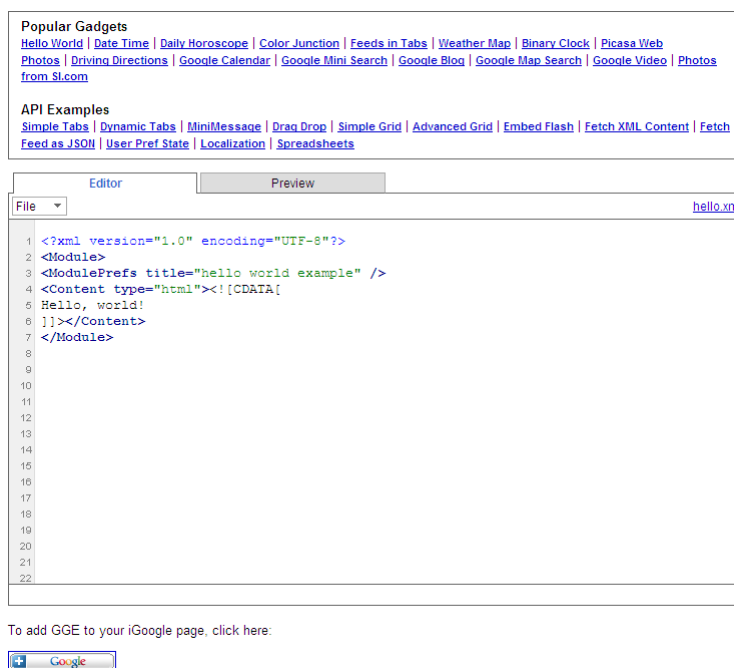 Popular Gadgets
Hello World | Date Time | Daily Horoscope | Color Junction | Feeds in Tabs | Weather Map | Binary Clock | Picasa Web
Photos | Driving Directions | Google Calendar | Google Mini Search | Google Blog | Google Map Search | Google Video | Photos
from SI.com
API Examples
Simple Tabs | Dynamic Tabs | MiniMessage | Drag Drop | Simple Grid | Advanced Grid | Embed Flash | Fetch XML Content | Fetch
Feed as JSON | User Pref State | Localization | Spreadsheets
Editor Preview
File
1 <?xml version="1.0" encoding="UTF-8"?>
2 <Module>
3 <ModulePrefs title="hello world example" />
4 <Content type="html"><![CDATA[
5 Hello, world!
6 ]]></Content>
7 </Module>
8
9
10
11
12
13
14
15
16
17
18
19
20
21
22
To add GGE to your iGoogle page, click here:
Google